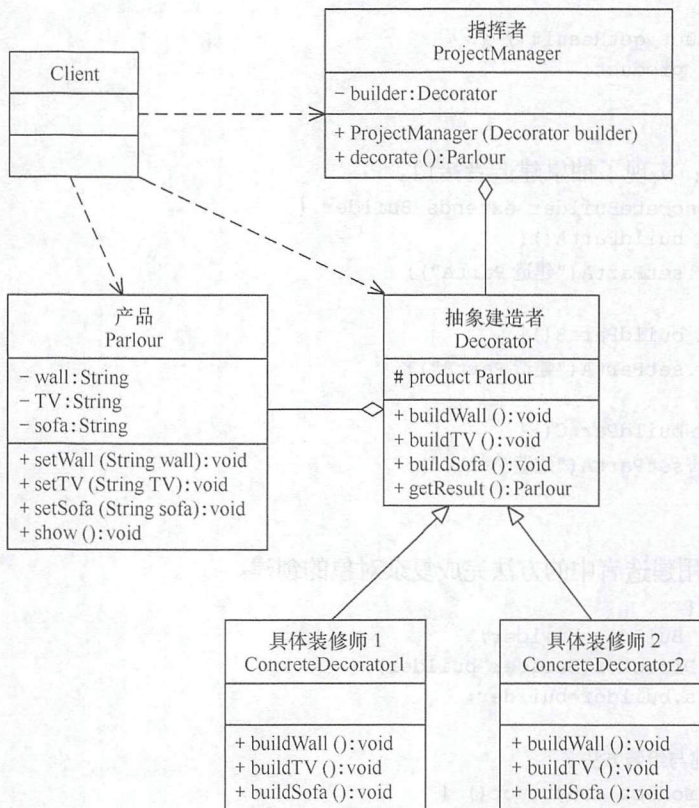 Client
指挥者
ProjectManager
− builder:Decorator
+ ProjectManager (Decorator builder)
+ decorate ():Parlour
产品
Parlour
− wall:String
− TV:String
− sofa:String
+ setWall (String wall):void
+ setTV (String TV):void
+ setSofa (String sofa):void
+ show ():void
抽象建造者
Decorator
# product Parlour
+ buildWall ():void
+ buildTV ():void
+ buildSofa ():void
+ getResult ():Parlour
具体装修师 1
ConcreteDecorator1
+ buildWall ():void
+ buildTV ():void
+ buildSofa ():void
具体装修师 2
ConcreteDecorator2
+ buildWall ():void
+ buildTV ():void
+ buildSofa ():void